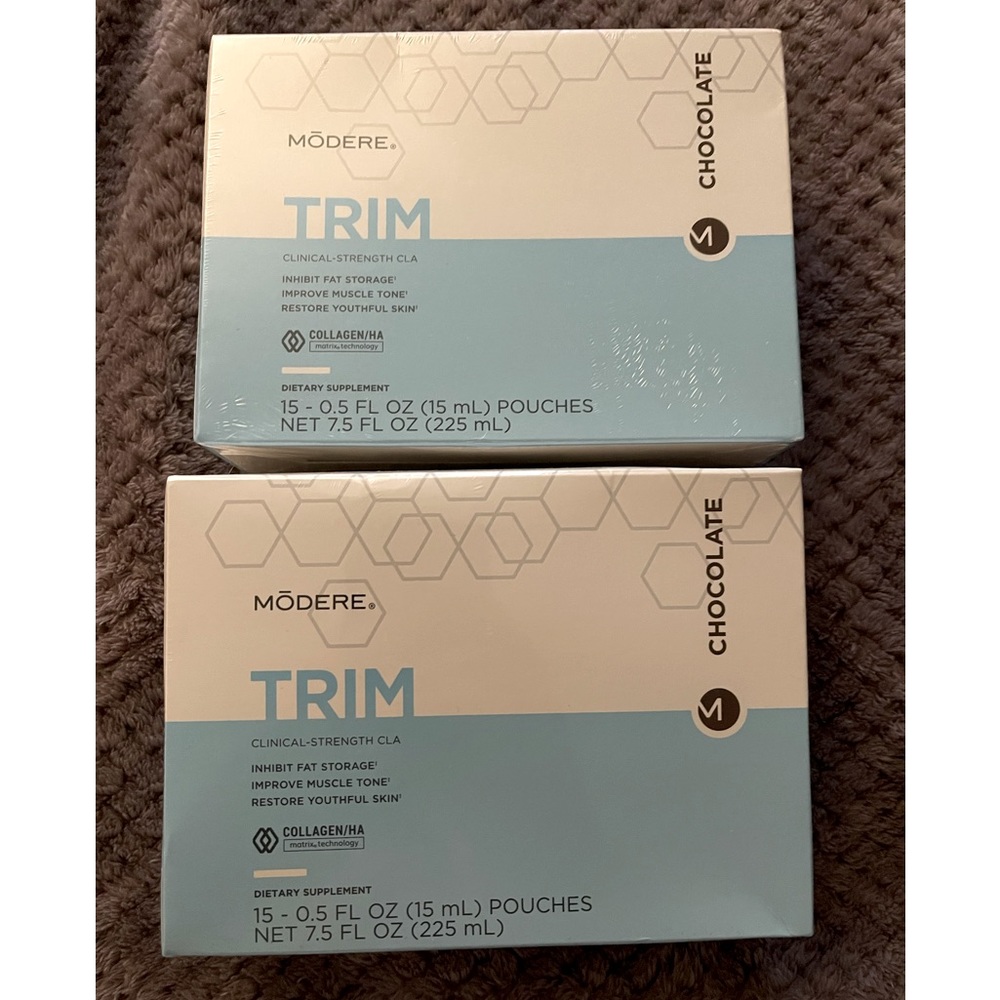 CHOCOLATE
MŌDERE®
TRIM
M
CLINICAL-STRENGTH CLA
INHIBIT FAT STORAGE†
IMPROVE MUSCLE TONE†
RESTORE YOUTHFUL SKIN†
COLLAGEN/HA
matrix® technology
DIETARY SUPPLEMENT
15 - 0.5 FL OZ (15 mL) POUCHES
NET 7.5 FL OZ (225 mL)
CHOCOLATE
MŌDERE®
TRIM
M
CLINICAL-STRENGTH CLA
INHIBIT FAT STORAGE†
IMPROVE MUSCLE TONE†
RESTORE YOUTHFUL SKIN†
COLLAGEN/HA
matrix® technology
DIETARY SUPPLEMENT
15 - 0.5 FL OZ (15 mL) POUCHES
NET 7.5 FL OZ (225 mL)